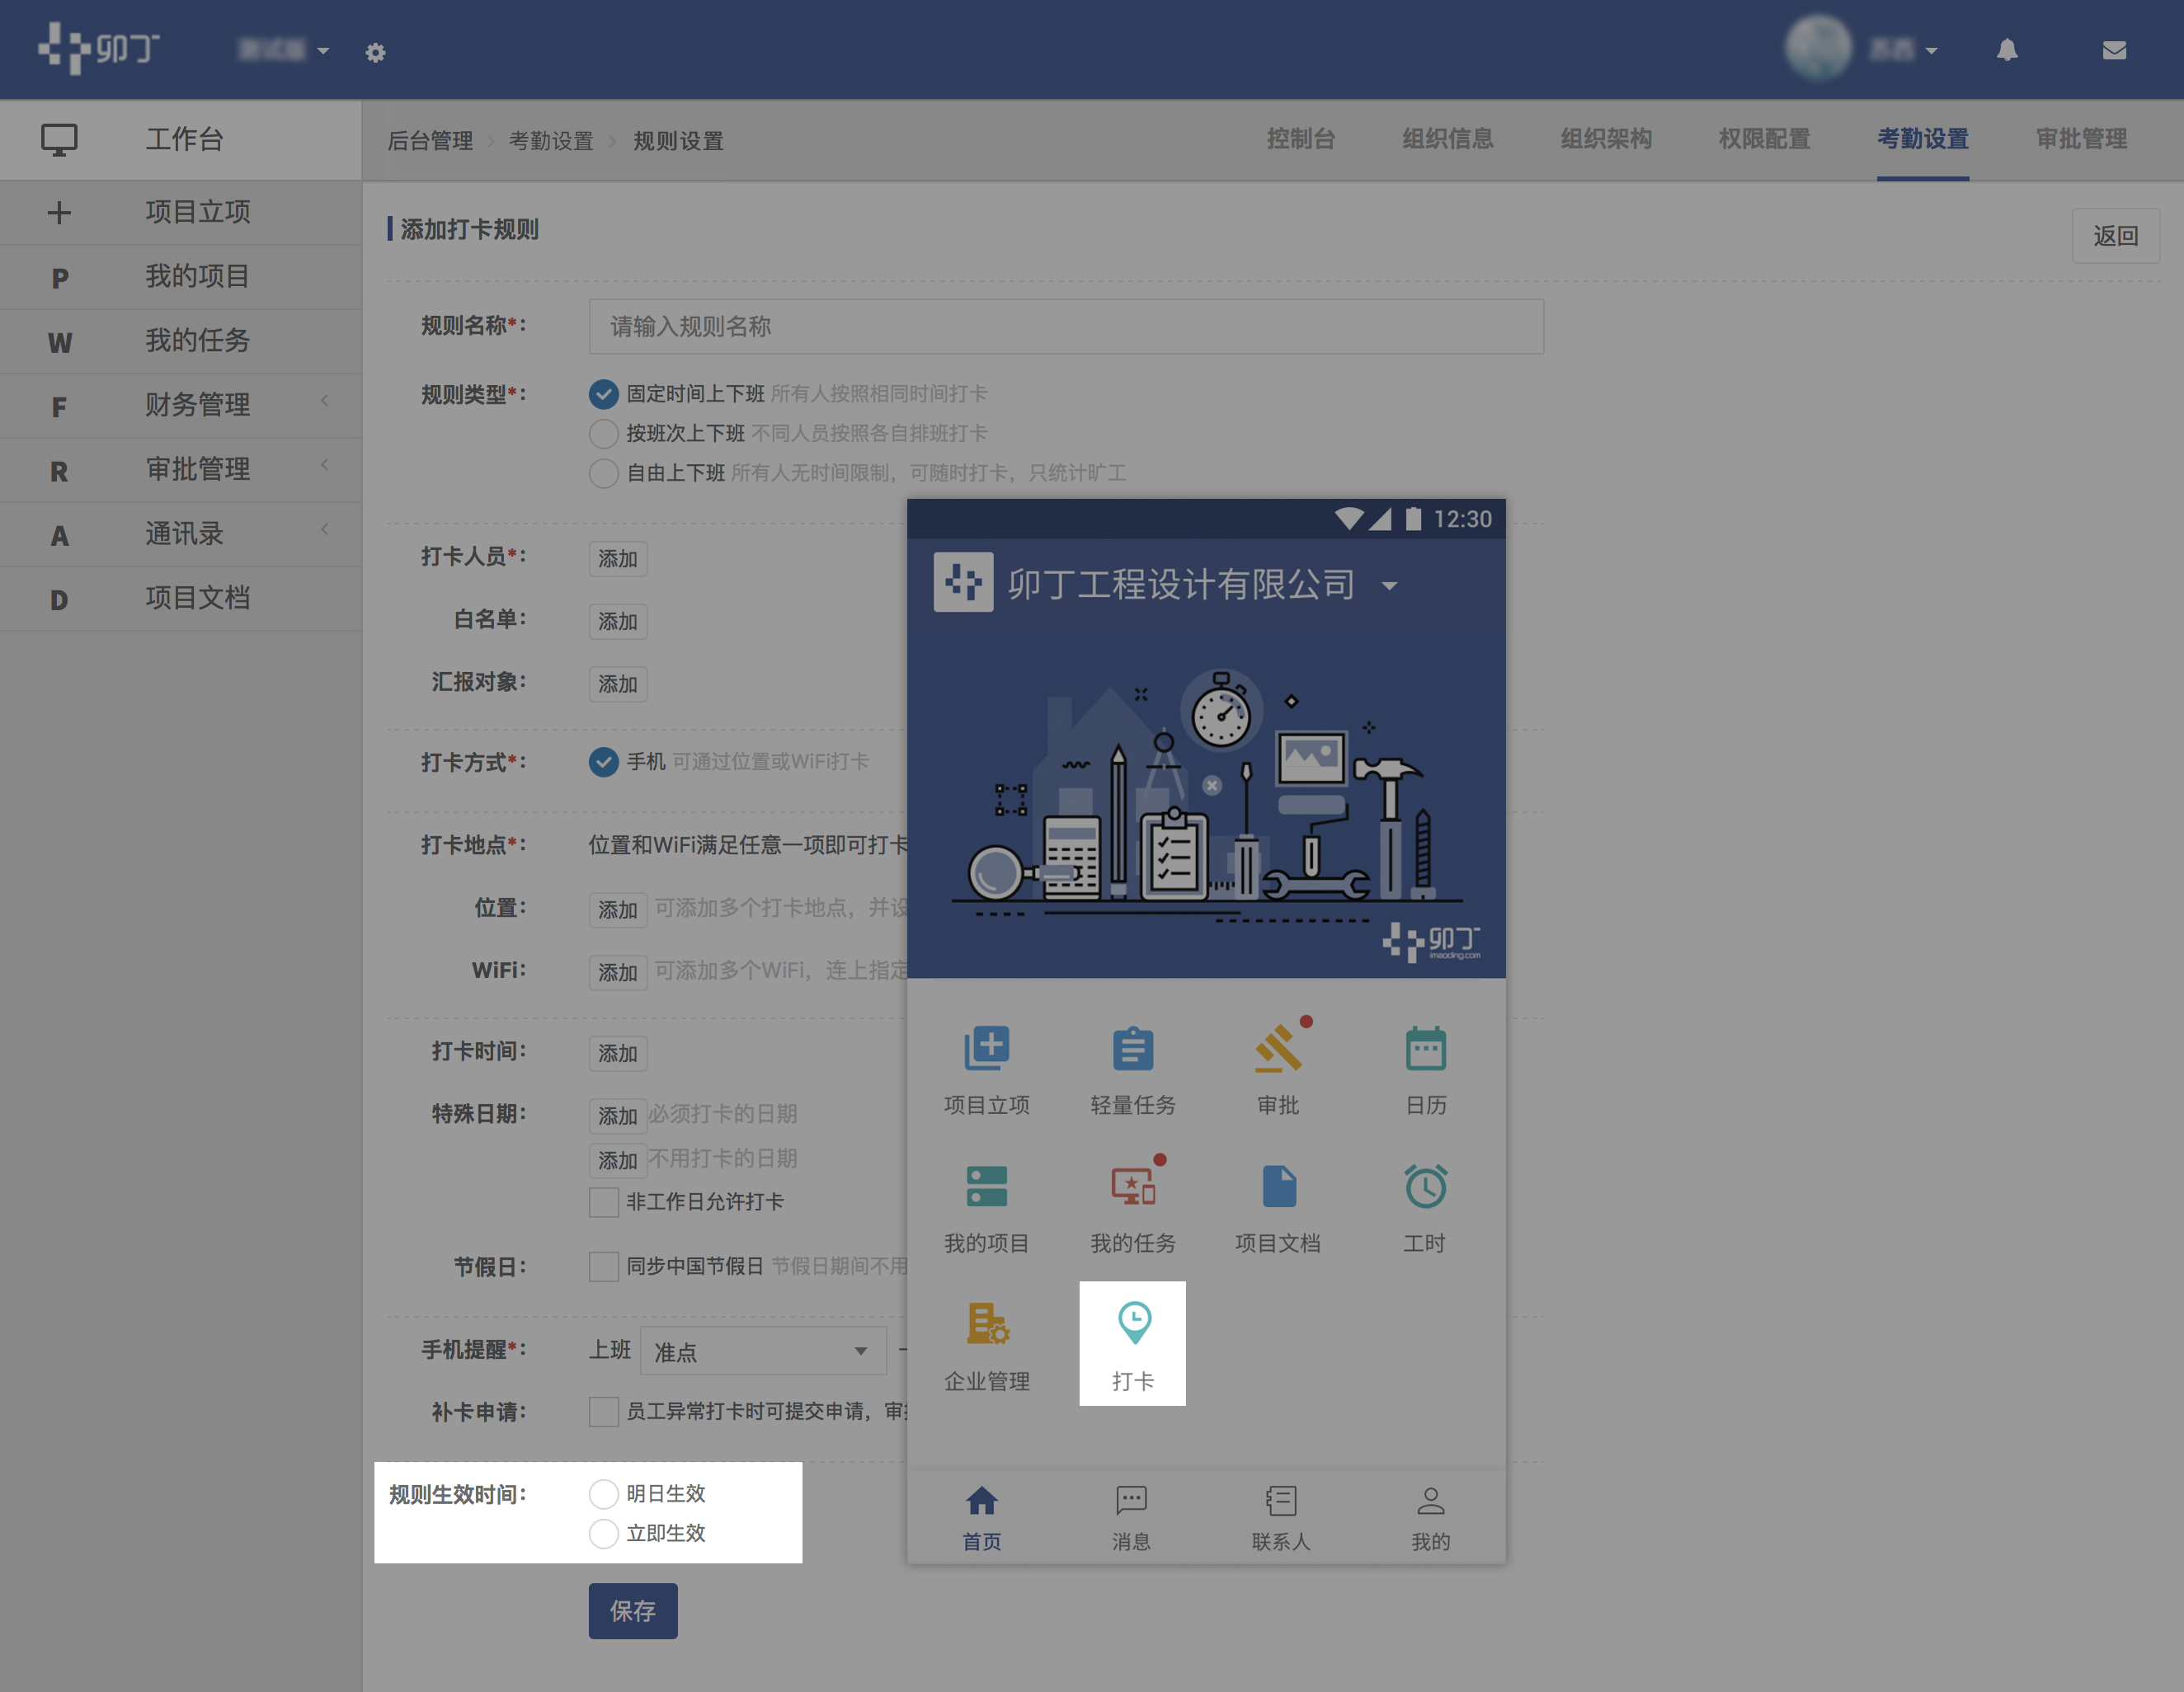 卯丁
工作台
项目立项
P 我的项目
W 我的任务
F 财务管理
R 审批管理
A 通讯录
D 项目文档
后台管理 > 考勤设置 > 规则设置
控制台 组织信息 组织架构 权限配置 考勤设置 审批管理
添加打卡规则
返回
规则名称*： 请输入规则名称
规则类型*： 固定时间上下班 所有人按照相同时间打卡
按班次上下班 不同人员按照各自排班打卡
自由上下班 所有人无时间限制，可随时打卡，只统计旷工
打卡人员*： 添加
白名单： 添加
汇报对象： 添加
打卡方式*： 手机 可通过位置或WiFi打卡
打卡地点*： 位置和WiFi满足任意一项即可打卡
位置： 添加 可添加多个打卡地点，并设
WiFi： 添加 可添加多个WiFi，连上指定
打卡时间： 添加
特殊日期： 添加 必须打卡的日期
添加 不用打卡的日期
非工作日允许打卡
节假日： 同步中国节假日 节假日期间不用
手机提醒*： 上班 准点
补卡申请： 员工异常打卡时可提交申请，审
规则生效时间： 明日生效
立即生效
保存
12:30
卯丁工程设计有限公司
卯丁
imaoding.com
项目立项 轻量任务 审批 日历
我的项目 我的任务 项目文档 工时
企业管理 打卡
首页 消息 联系人 我的